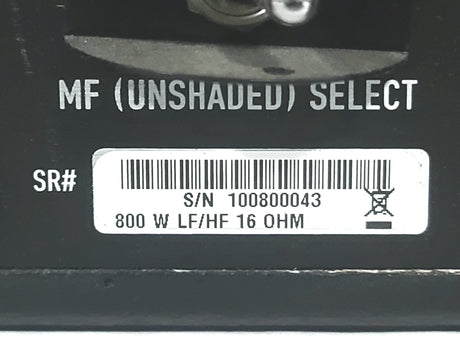 MF (UNSHADED) SELECT
SR#
S/N 100800043
800 W LF/HF 16 OHM